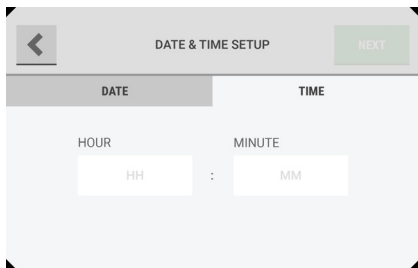 DATE & TIME SETUP NEXT
DATE TIME
HOUR MINUTE
HH : MM